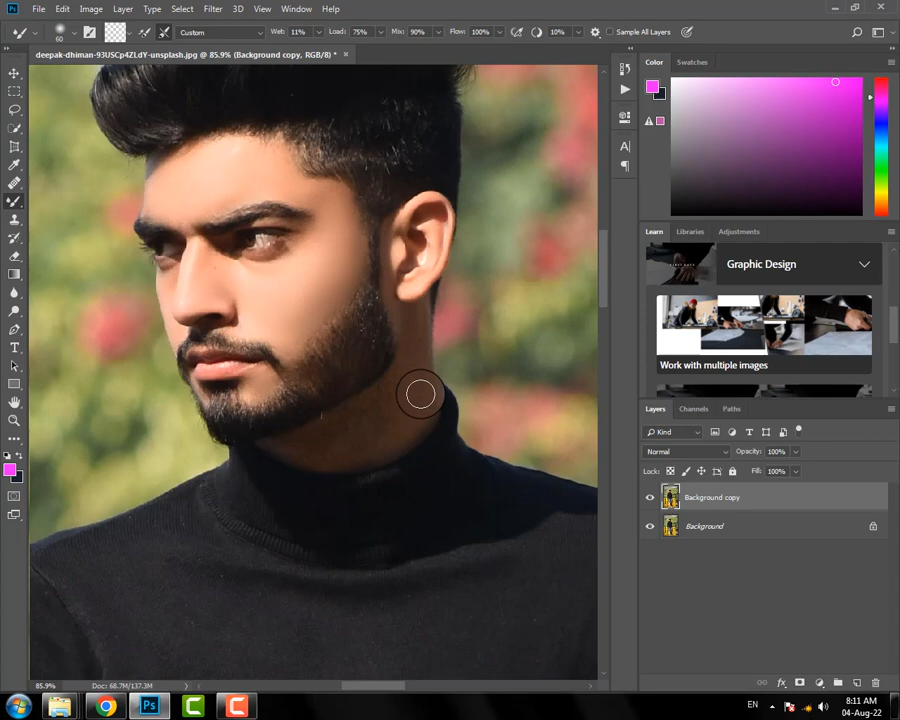 Ps File Edit Image Layer Type Select Filter 3D View Window Help
60 Custom Wet: 11% Load: 75% Mix: 90% Flow: 100% 10% Sample All Layers
deepak-dhiman-93USCp4ZLdY-unsplash.jpg @ 85.9% (Background copy, RGB/8) *
Color Swatches
Learn Libraries Adjustments
Graphic Design
Work with multiple images
Layers Channels Paths
Kind
Normal Opacity: 100%
Lock: Fill: 100%
Background copy
Background
85.9% Doc: 68.7M/137.3M
Ps EN 8:11 AM
04-Aug-22